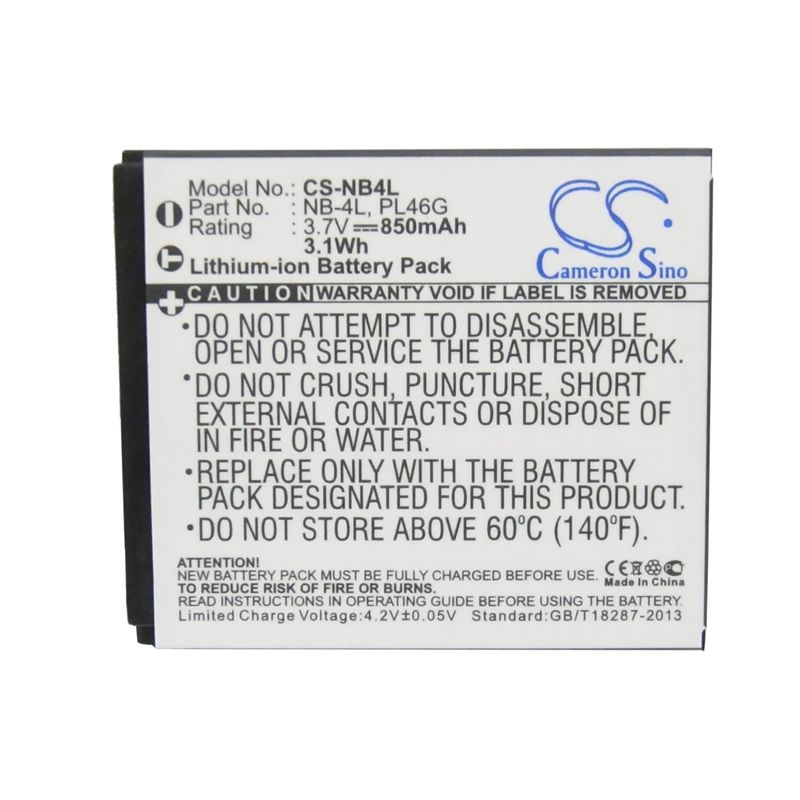 Model No.: CS-NB4L
Part No. : NB-4L, PL46G
Rating : 3.7V⎓850mAh
3.1Wh
Lithium-ion Battery Pack
CS
Cameron Sino
CAUTION WARRANTY VOID IF LABEL IS REMOVED
•DO NOT ATTEMPT TO DISASSEMBLE,
OPEN OR SERVICE THE BATTERY PACK.
•DO NOT CRUSH, PUNCTURE, SHORT
EXTERNAL CONTACTS OR DISPOSE OF
IN FIRE OR WATER.
•REPLACE ONLY WITH THE BATTERY
PACK DESIGNATED FOR THIS PRODUCT.
•DO NOT STORE ABOVE 60°C (140°F).
ATTENTION!
NEW BATTERY PACK MUST BE FULLY CHARGED BEFORE USING
TO REDUCE RISK OF FIRE OR BURNS.
READ INSTRUCTIONS IN OPERATING GUIDE BEFORE USING BATTERY
Limited Charge Voltage:4.2V±0.05V Standard:GB/T18287-2013
CE
Made In China